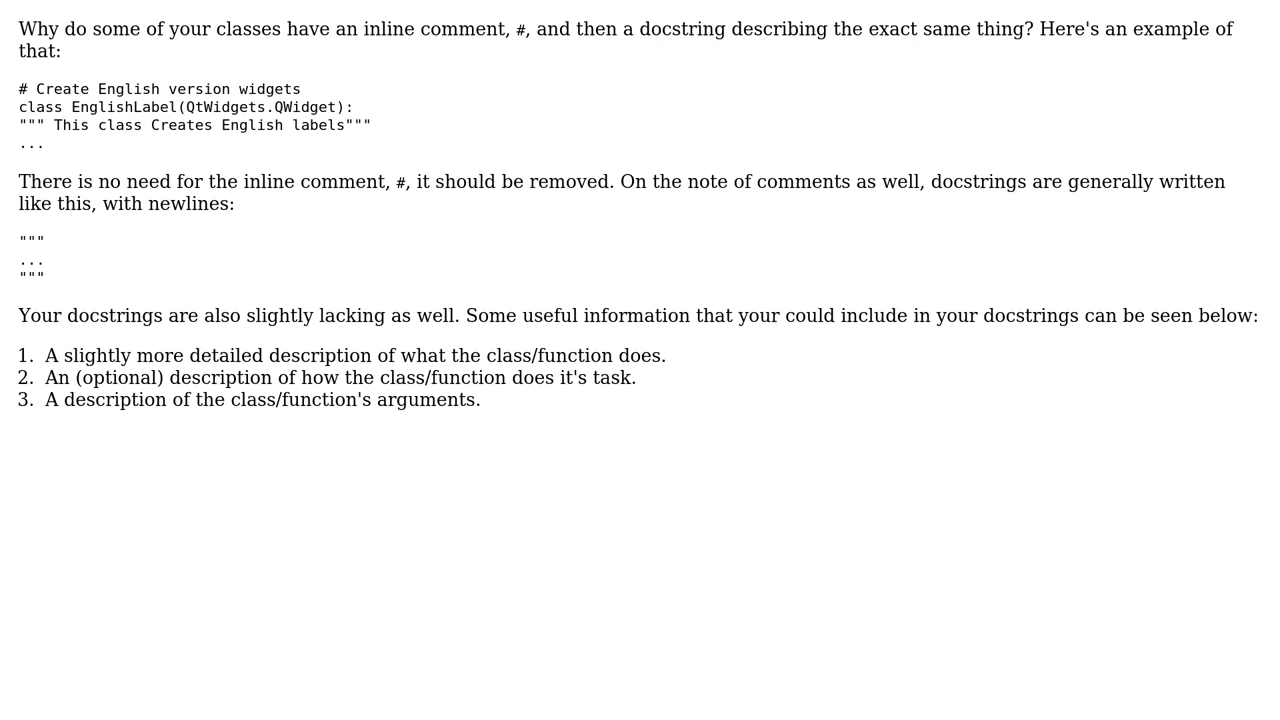 Why do some of your classes have an inline comment, #, and then a docstring describing the exact same thing? Here's an example of
that:
# Create English version widgets
class EnglishLabel(QtWidgets.QWidget):
""" This class Creates English labels"""
...
There is no need for the inline comment, #, it should be removed. On the note of comments as well, docstrings are generally written
like this, with newlines:
"""
...
"""
Your docstrings are also slightly lacking as well. Some useful information that your could include in your docstrings can be seen below:
1. A slightly more detailed description of what the class/function does.
2. An (optional) description of how the class/function does it's task.
3. A description of the class/function's arguments.